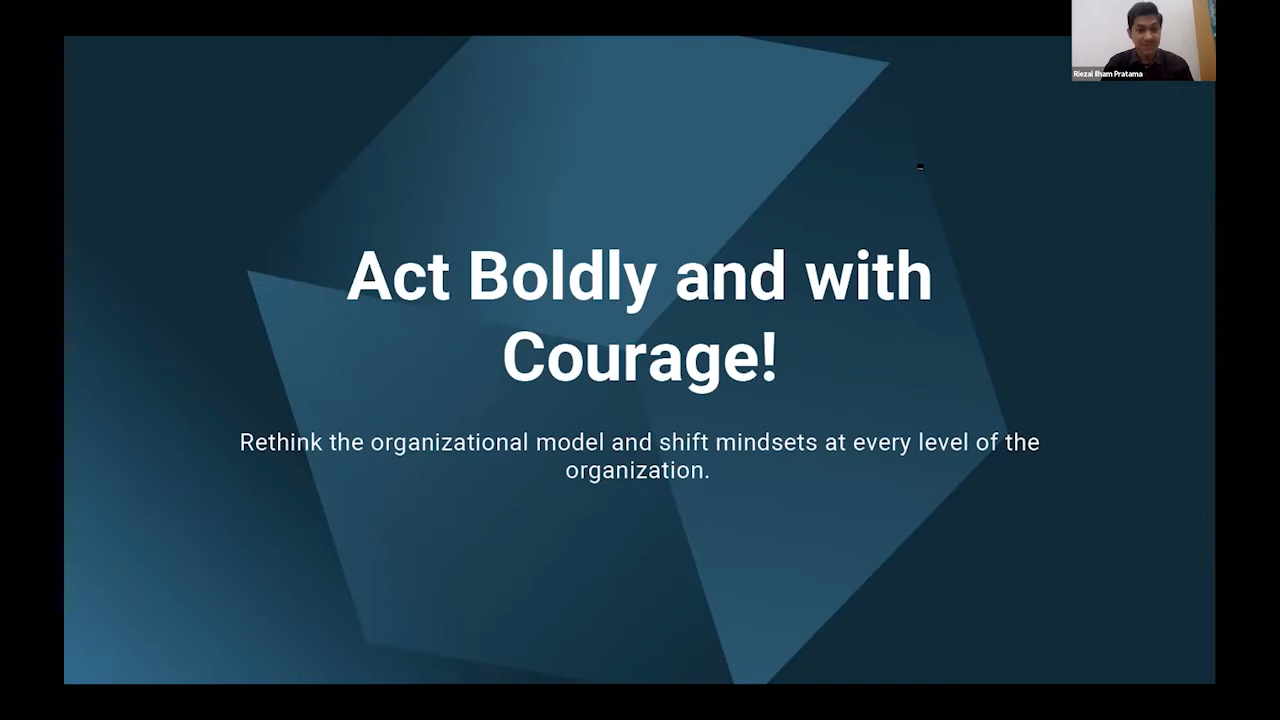 Riezal Ilham Pratama
Act Boldly and with
Courage!
Rethink the organizational model and shift mindsets at every level of the
organization.